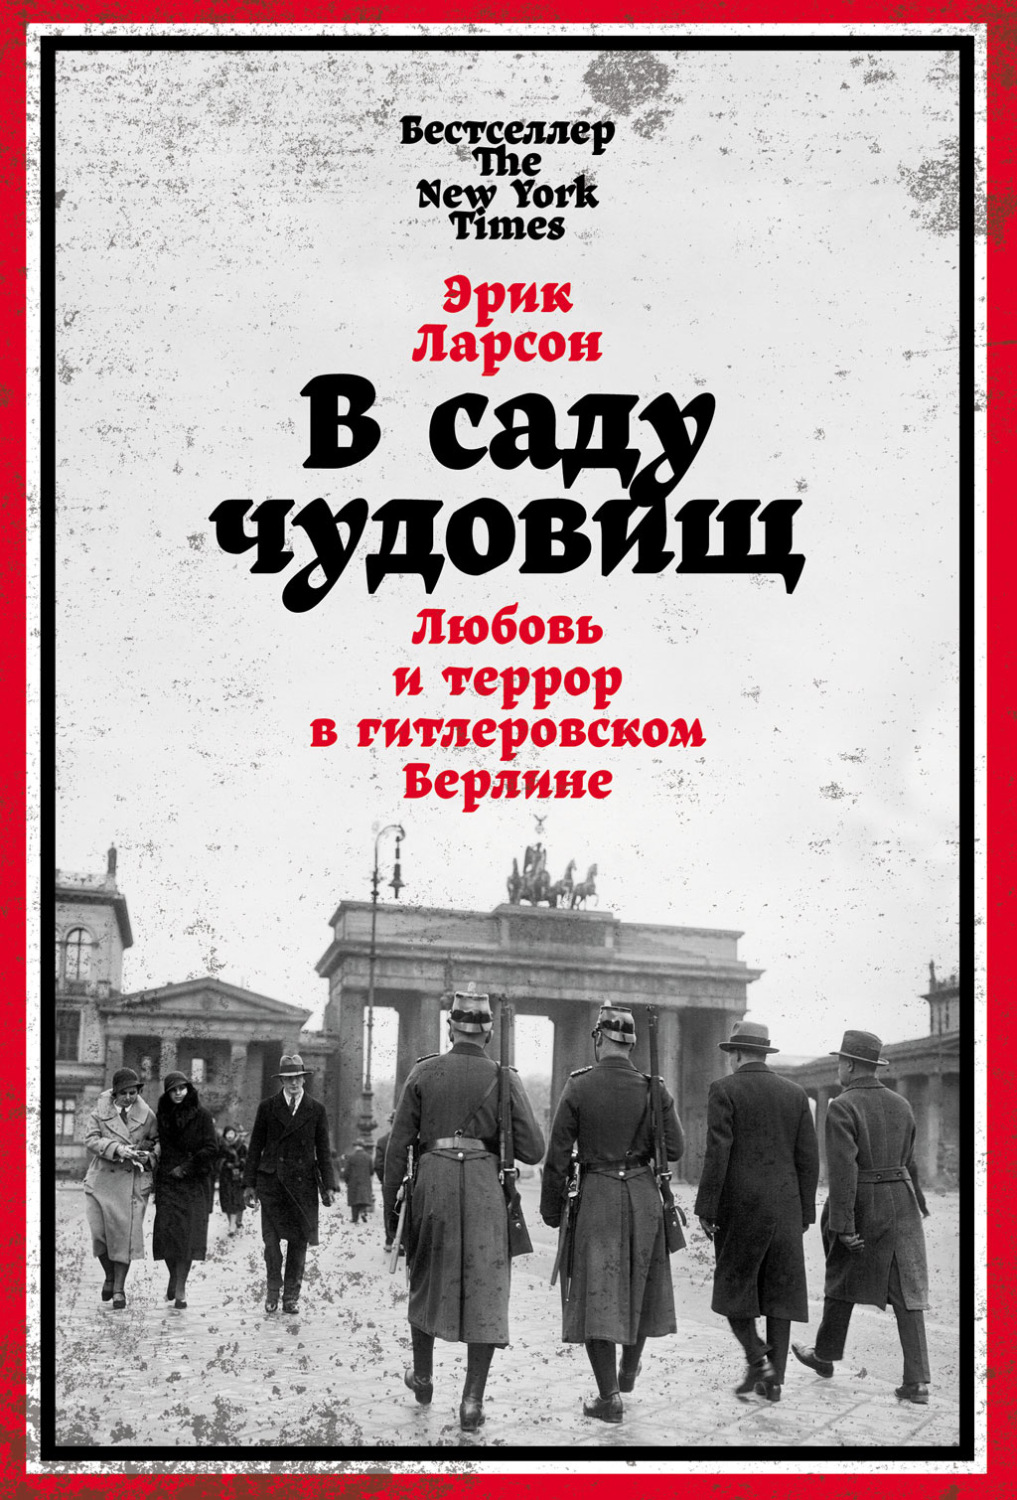 Бестселлер
The
New York
Times
Эрик
Ларсон
В саду
чудовищ
Любовь
и террор
в гитлеровском
Берлине